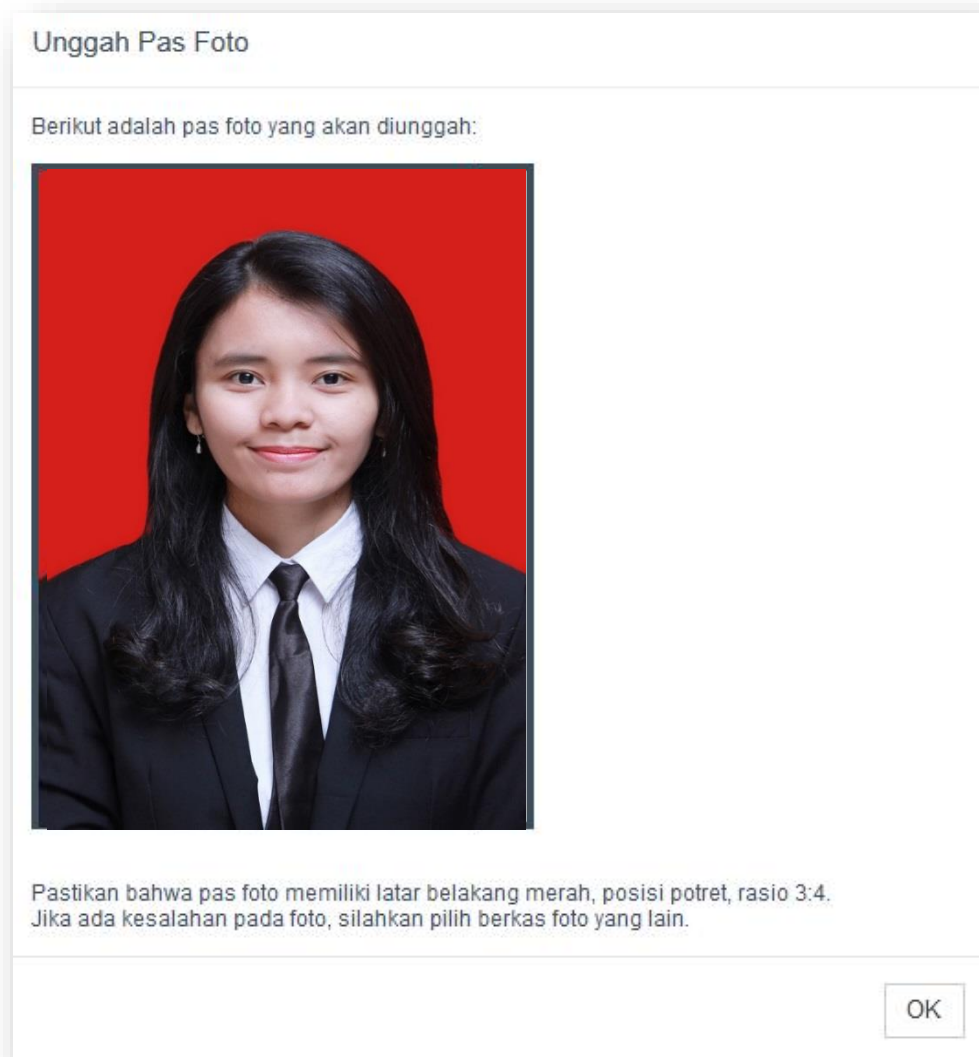 Unggah Pas Foto
Berikut adalah pas foto yang akan diunggah:
Pastikan bahwa pas foto memiliki latar belakang merah, posisi potret, rasio 3:4.
Jika ada kesalahan pada foto, silahkan pilih berkas foto yang lain.
OK